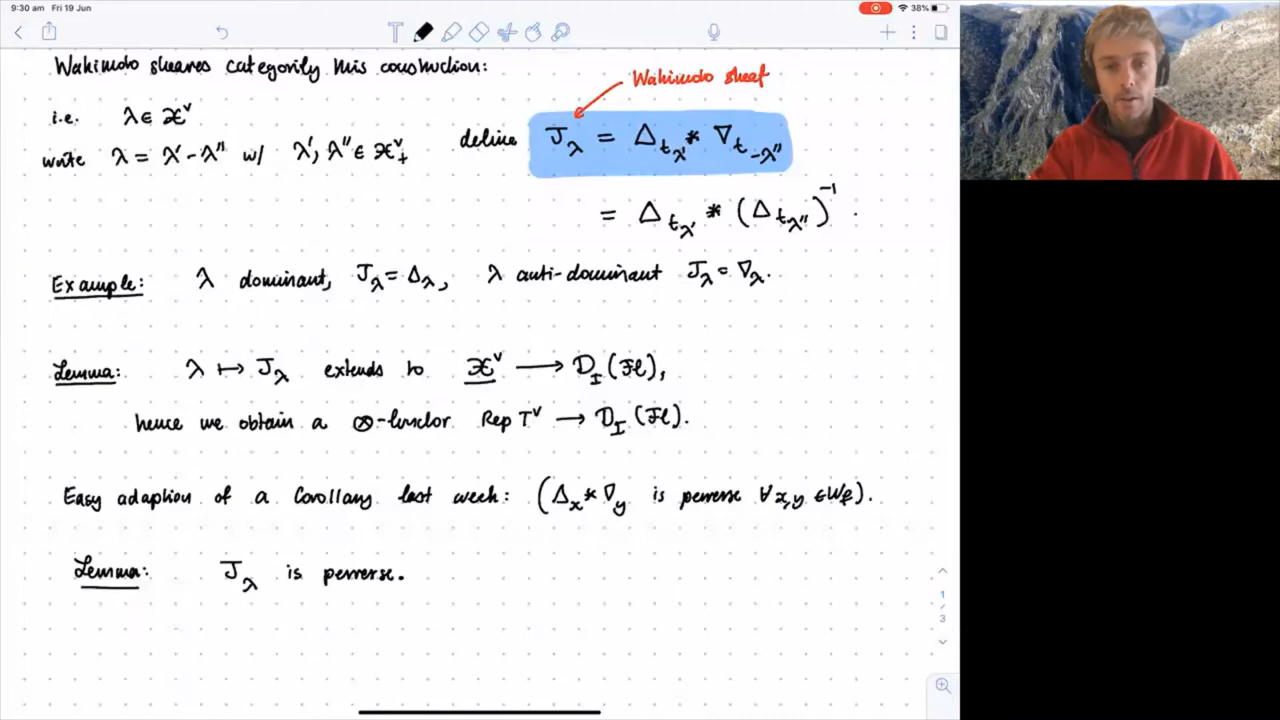 9:30 am Fri 19 Jun
38%
Wakimoto sheaves categorify this construction:
Wakimoto sheaf
i.e. λ ∈ 𝔛^∨
write λ = λ' - λ'' w/ λ', λ'' ∈ 𝔛^∨_+ define J_λ = Δ_{t_{λ'}} * ∇_{t_{-λ''}}
= Δ_{t_{λ'}} * (Δ_{t_{λ''}})^{-1}.
Example: λ dominant, J_λ = Δ_λ, λ anti-dominant J_λ = ∇_λ.
Lemma: λ ↦ J_λ extends to 𝔛^∨ → D_I(Fl),
hence we obtain a ⊗-functor Rep T^∨ → D_I(Fl).
Easy adaption of a Corollary last week: (Δ_x * ∇_y is perverse ∀ x,y ∈ W_f).
Lemma: J_λ is perverse.
1
/
3